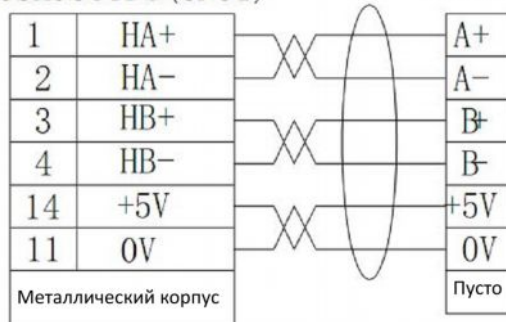 1 HA+ A+
2 HA− A−
3 HB+ B+
4 HB− B-
14 +5V +5V
11 0V 0V
Металлический корпус Пусто